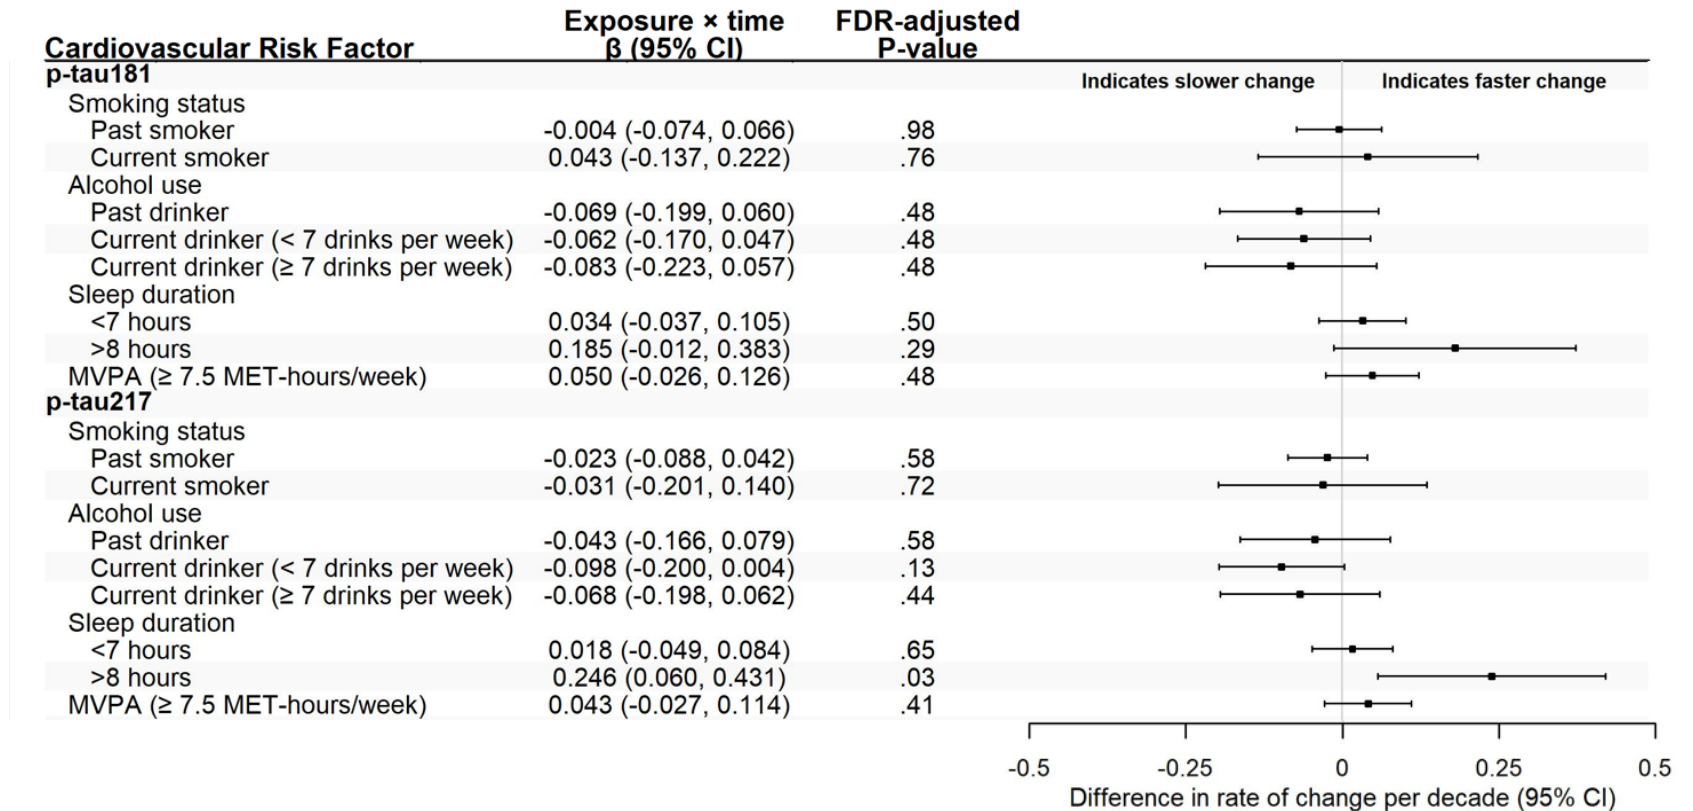 Exposure × time FDR-adjusted
Cardiovascular Risk Factor β (95% CI) P-value
p-tau181 Indicates slower change Indicates faster change
Smoking status
Past smoker -0.004 (-0.074, 0.066) .98
Current smoker 0.043 (-0.137, 0.222) .76
Alcohol use
Past drinker -0.069 (-0.199, 0.060) .48
Current drinker (< 7 drinks per week) -0.062 (-0.170, 0.047) .48
Current drinker (≥ 7 drinks per week) -0.083 (-0.223, 0.057) .48
Sleep duration
<7 hours 0.034 (-0.037, 0.105) .50
>8 hours 0.185 (-0.012, 0.383) .29
MVPA (≥ 7.5 MET-hours/week) 0.050 (-0.026, 0.126) .48
p-tau217
Smoking status
Past smoker -0.023 (-0.088, 0.042) .58
Current smoker -0.031 (-0.201, 0.140) .72
Alcohol use
Past drinker -0.043 (-0.166, 0.079) .58
Current drinker (< 7 drinks per week) -0.098 (-0.200, 0.004) .13
Current drinker (≥ 7 drinks per week) -0.068 (-0.198, 0.062) .44
Sleep duration
<7 hours 0.018 (-0.049, 0.084) .65
>8 hours 0.246 (0.060, 0.431) .03
MVPA (≥ 7.5 MET-hours/week) 0.043 (-0.027, 0.114) .41
-0.5 -0.25 0 0.25 0.5
Difference in rate of change per decade (95% CI)